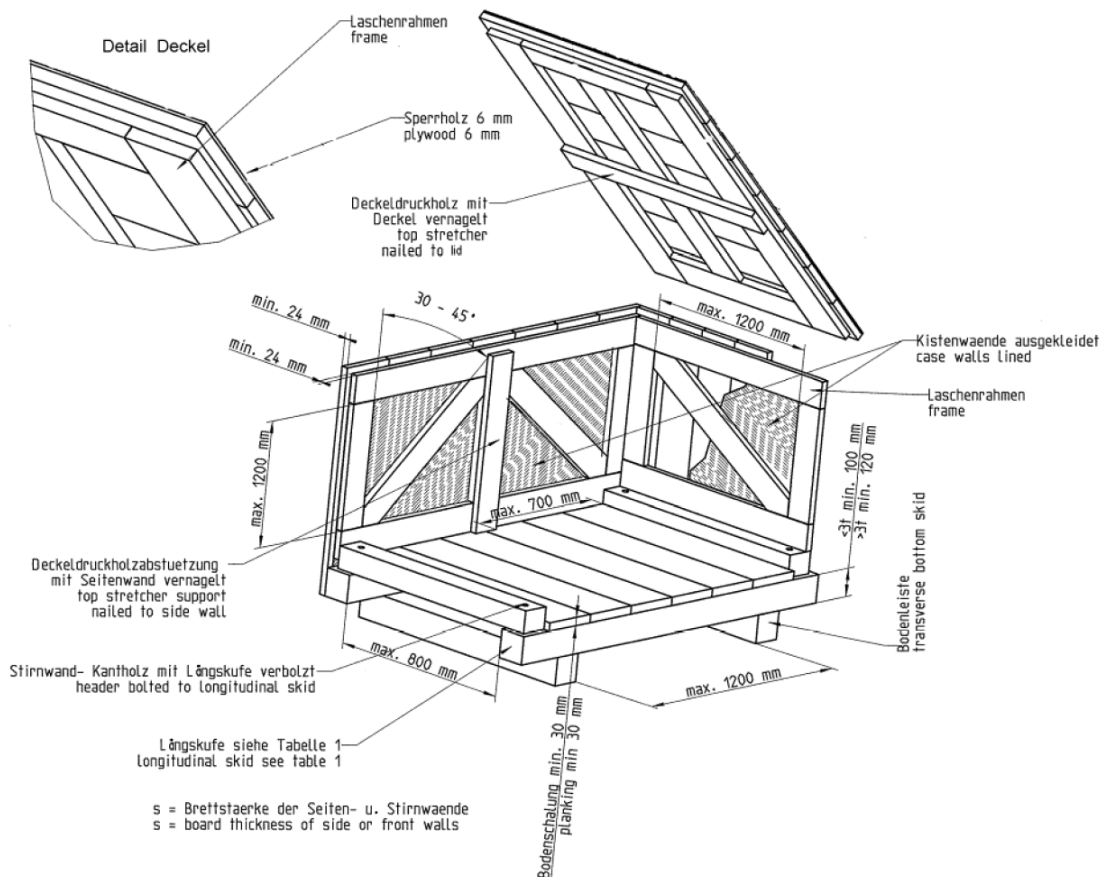 Detail Deckel
Laschenrahmen
frame
Sperrholz 6 mm
plywood 6 mm
Deckeldruckholz mit
Deckel vernagelt
top stretcher
nailed to lid
min. 24 mm
min. 24 mm
30 - 45°
max. 1200 mm
Kistenwaende ausgekleidet
case walls lined
Laschenrahmen
frame
max. 1200 mm
max. 700 mm
<3t min. 100 mm
>3t min. 120 mm
Deckeldruckholzabstuetzung
mit Seitenwand vernagelt
top stretcher support
nailed to side wall
Bodenleiste
transverse bottom skid
Stirnwand- Kantholz mit Långskufe verbolzt
header bolted to longitudinal skid
max. 800 mm
max. 1200 mm
Långskufe siehe Tabelle 1
longitudinal skid see table 1
Bodenschalung min. 30 mm
planking min 30 mm
s = Brettstaerke der Seiten- u. Stirnwaende
s = board thickness of side or front walls